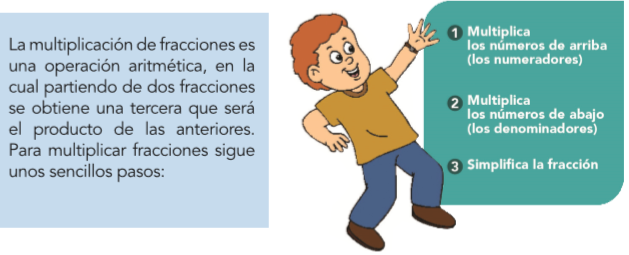 La multiplicación de fracciones es
una operación aritmética, en la
cual partiendo de dos fracciones
se obtiene una tercera que será
el producto de las anteriores.
Para multiplicar fracciones sigue
unos sencillos pasos:
1 Multiplica
los números de arriba
(los numeradores)
2 Multiplica
los números de abajo
(los denominadores)
3 Simplifica la fracción